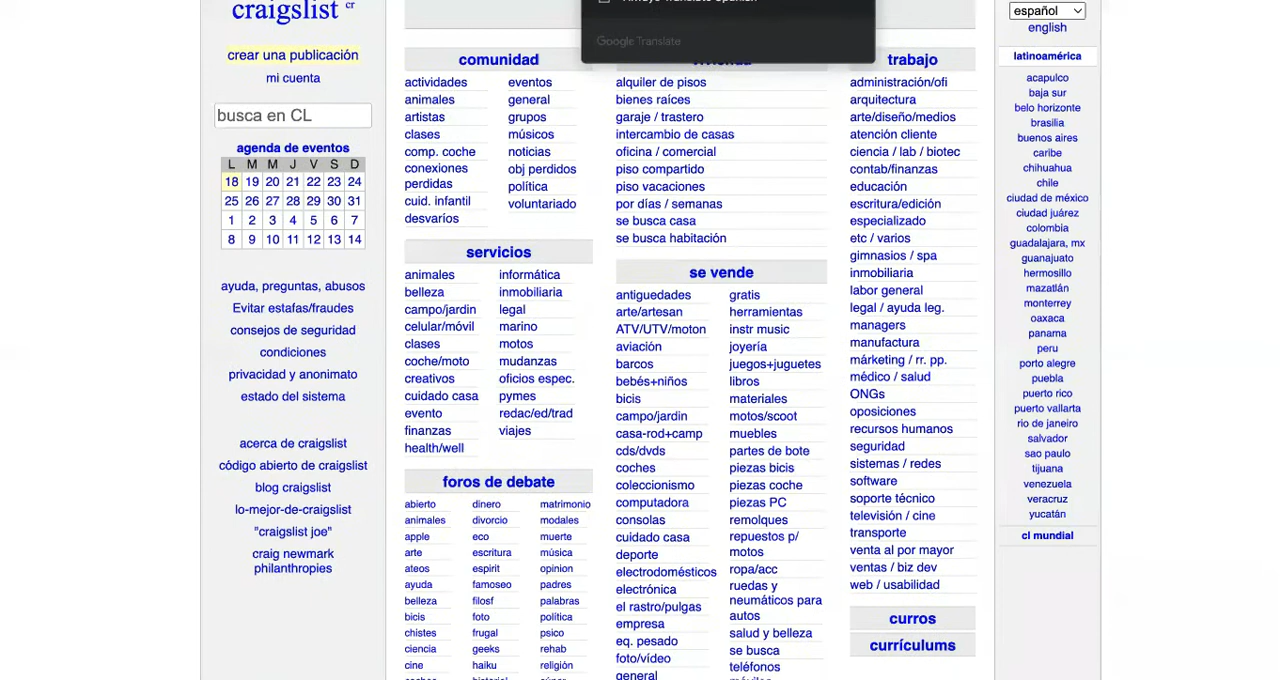 craigslist cr
crear una publicación
mi cuenta
busca en CL
agenda de eventos
L M M J V S D
18 19 20 21 22 23 24
25 26 27 28 29 30 31
1 2 3 4 5 6 7
8 9 10 11 12 13 14
ayuda, preguntas, abusos
Evitar estafas/fraudes
consejos de seguridad
condiciones
privacidad y anonimato
estado del sistema
acerca de craigslist
código abierto de craigslist
blog craigslist
lo-mejor-de-craigslist
"craigslist joe"
craig newmark
philanthropies
comunidad
actividades
animales
artistas
clases
comp. coche
conexiones
perdidas
cuid. infantil
desvaríos
eventos
general
grupos
músicos
noticias
obj perdidos
política
voluntariado
servicios
animales
belleza
campo/jardin
celular/móvil
clases
coche/moto
creativos
cuidado casa
evento
finanzas
health/well
informática
inmobiliaria
legal
marino
motos
mudanzas
oficios espec.
pymes
redac/ed/trad
viajes
foros de debate
abierto
animales
apple
arte
ateos
ayuda
belleza
bicis
chistes
ciencia
cine
dinero
divorcio
eco
escritura
espirit
famoseo
filosf
foto
frugal
geeks
haiku
matrimonio
modales
muerte
música
opinion
padres
palabras
política
psico
rehab
religión
Google Translate
alquiler de pisos
bienes raíces
garaje / trastero
intercambio de casas
oficina / comercial
piso compartido
piso vacaciones
por días / semanas
se busca casa
se busca habitación
se vende
antiguedades
arte/artesan
ATV/UTV/moton
aviación
barcos
bebés+niños
bicis
campo/jardin
casa-rod+camp
cds/dvds
coches
coleccionismo
computadora
consolas
cuidado casa
deporte
electrodomésticos
electrónica
el rastro/pulgas
empresa
eq. pesado
foto/vídeo
general
gratis
herramientas
instr music
joyería
juegos+juguetes
libros
materiales
motos/scoot
muebles
partes de bote
piezas bicis
piezas coche
piezas PC
remolques
repuestos p/
motos
ropa/acc
ruedas y
neumáticos para
autos
salud y belleza
se busca
teléfonos
trabajo
administración/ofi
arquitectura
arte/diseño/medios
atención cliente
ciencia / lab / biotec
contab/finanzas
educación
escritura/edición
especializado
etc / varios
gimnasios / spa
inmobiliaria
labor general
legal / ayuda leg.
managers
manufactura
márketing / rr. pp.
médico / salud
ONGs
oposiciones
recursos humanos
seguridad
sistemas / redes
software
soporte técnico
televisión / cine
transporte
venta al por mayor
ventas / biz dev
web / usabilidad
curros
currículums
español
english
latinoamérica
acapulco
baja sur
belo horizonte
brasilia
buenos aires
caribe
chihuahua
chile
ciudad de méxico
ciudad juárez
colombia
guadalajara, mx
guanajuato
hermosillo
mazatlán
monterrey
oaxaca
panama
peru
porto alegre
puebla
puerto rico
puerto vallarta
rio de janeiro
salvador
sao paulo
tijuana
venezuela
veracruz
yucatán
cl mundial